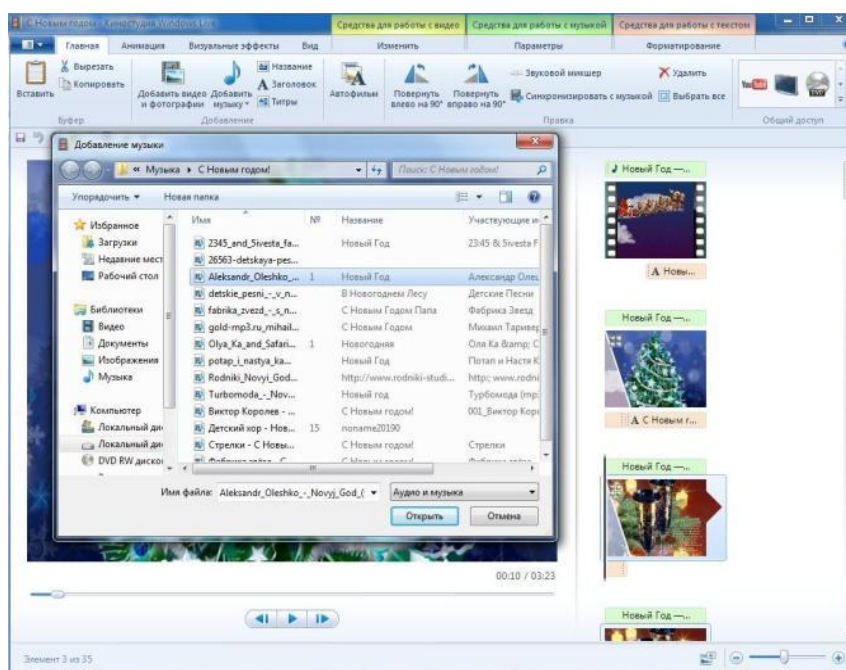 С Новым годом - Киностудия Windows Live
Средства для работы с видео
Средства для работы с музыкой
Средства для работы с текстом
Главная
Анимация
Визуальные эффекты
Вид
Изменить
Параметры
Форматирование
Вставить
Вырезать
Копировать
Буфер
Добавить видео и фотографии
Добавить музыку
Название
Заголовок
Титры
Добавление
Автофильм
Повернуть влево на 90°
Повернуть вправо на 90°
Звуковой микшер
Синхронизировать с музыкой
Удалить
Выбрать все
Правка
YouTube
DVD
Общий доступ
Добавление музыки
« Музыка ▸ С Новым годом!
Поиск: С Новым годом!
Упорядочить
Новая папка
Избранное
Загрузки
Недавние мест
Рабочий стол
Библиотеки
Видео
Документы
Изображения
Музыка
Компьютер
Локальный ди
Локальный ди
DVD RW дисков
Имя № Название Участвующие и
2345_and_5ivesta_fa... Новый Год 23:45 & 5ivesta F
26563-detskaya-pes...
Aleksandr_Oleshko_... 1 Новый Год Александр Олеш
detskie_pesni_-_v_n... В Новогоднем Лесу Детские Песни
fabrika_zvezd_-_s_n... С Новым Годом Папа Фабрика Звезд
gold-mp3.ru_mihail... С Новым Годом Михаил Таривер
Olya_Ka_and_Safari... 1 Новогодняя Оля Ка &amp; С
potap_i_nastya_ka... Новый Год Потап и Настя К
Rodniki_Novyi_God... http://www.rodniki-studi... http:; www.rodni
Turbomoda_-_Nov... Новый год Турбомода (mp
Виктор Королев - ... С Новым годом! 001_Виктор Коро
Детский хор - Нов... 15 noname20190
Стрелки - С Новы... С Новым годом! Стрелки
Имя файла: Aleksandr_Oleshko_-_Novyj_God_(
Аудио и музыка
Открыть
Отмена
Новый Год —...
A Новы...
Новый Год —...
A С Новым г...
Новый Год —...
Новый Год —...
00:10 / 03:23
Элемент 3 из 35